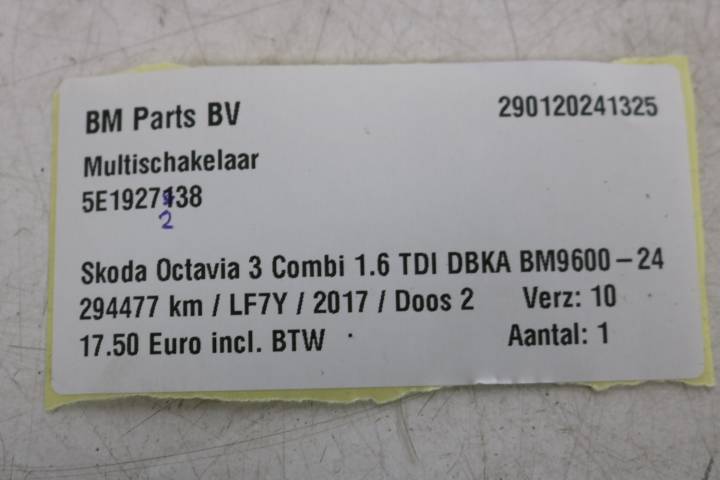 BM Parts BV 290120241325
Multischakelaar
5E1927138
2
Skoda Octavia 3 Combi 1.6 TDI DBKA BM9600-24
294477 km / LF7Y / 2017 / Doos 2 Verz: 10
17.50 Euro incl. BTW Aantal: 1